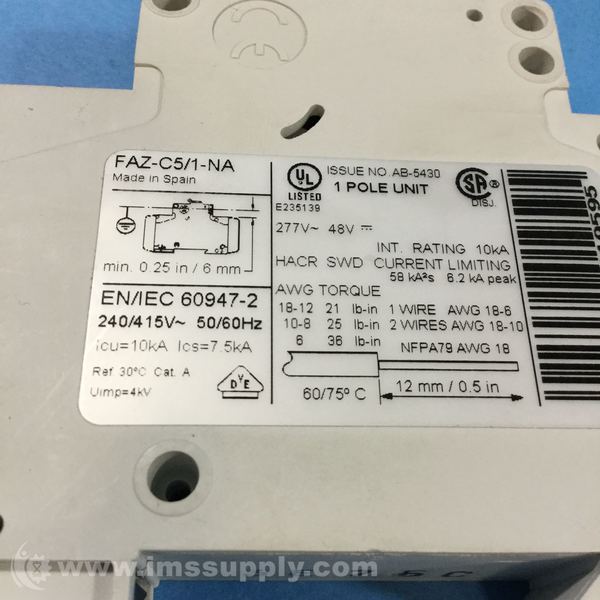 FAZ-C5/1-NA
Made in Spain
min. 0.25 in / 6 mm
EN/IEC 60947-2
240/415V~ 50/60Hz
Icu=10kA Ics=7.5kA
Ref 30°C Cat. A
Uimp=4kV
DVE
UL
LISTED
E235139
ISSUE NO. AB-5430
1 POLE UNIT
SA
DISJ.
277V~ 48V⎓
INT. RATING 10kA
HACR SWD CURRENT LIMITING
58 kA²s 6.2 kA peak
AWG TORQUE
18-12 21 lb-in 1 WIRE AWG 18-6
10-8 25 lb-in 2 WIRES AWG 18-10
6 36 lb-in NFPA79 AWG 18
60/75° C
12 mm / 0.5 in
www.imssupply.com